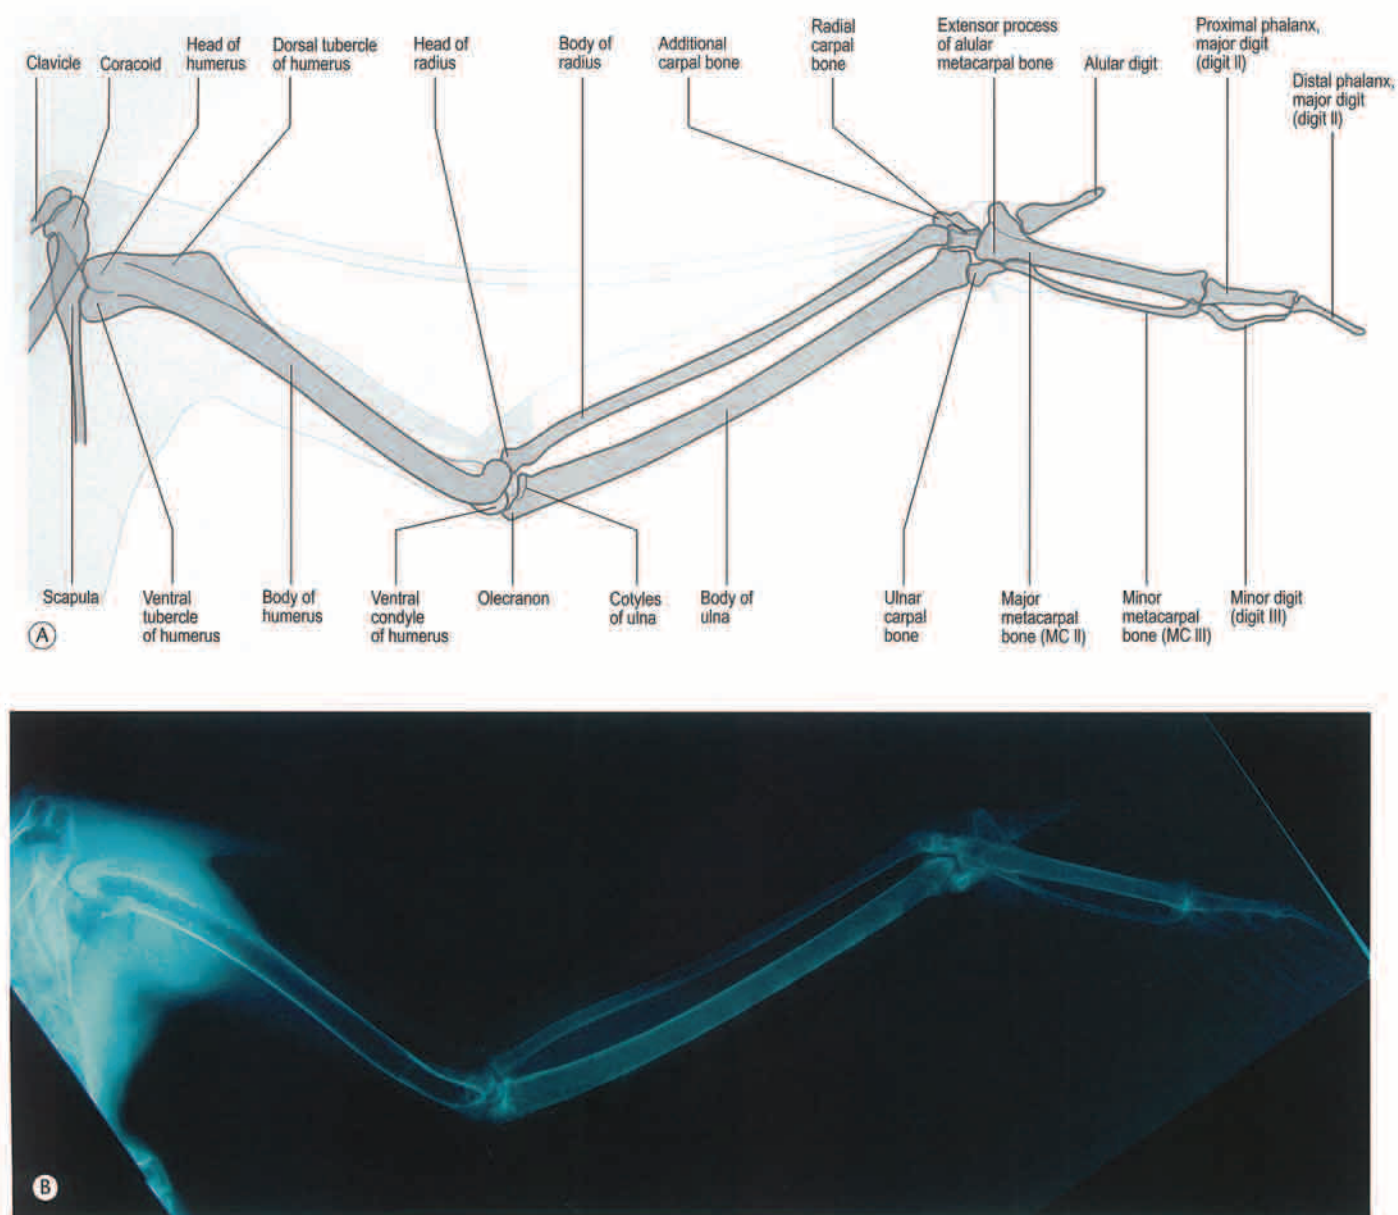 Clavicle
Coracoid
Head of
humerus
Dorsal tubercle
of humerus
Head of
radius
Body of
radius
Additional
carpal bone
Radial
carpal
bone
Extensor process
of alular
metacarpal bone
Alular digit
Proximal phalanx,
major digit
(digit II)
Distal phalanx,
major digit
(digit II)
Scapula
Ventral
tubercle
of humerus
Body of
humerus
Ventral
condyle
of humerus
Olecranon
Cotyles
of ulna
Body of
ulna
Ulnar
carpal
bone
Major
metacarpal
bone (MC II)
Minor
metacarpal
bone (MC III)
Minor digit
(digit III)
A
B